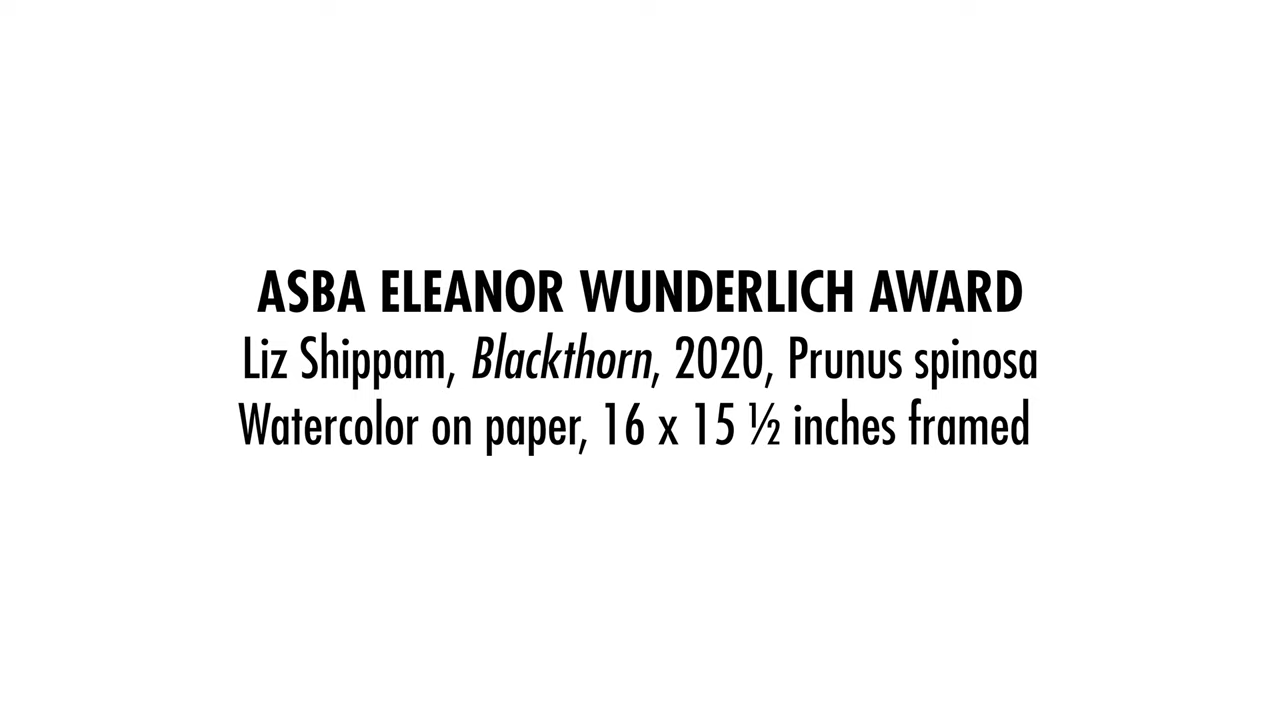 ASBA ELEANOR WUNDERLICH AWARD
Liz Shippam, Blackthorn, 2020, Prunus spinosa
Watercolor on paper, 16 x 15 ½ inches framed